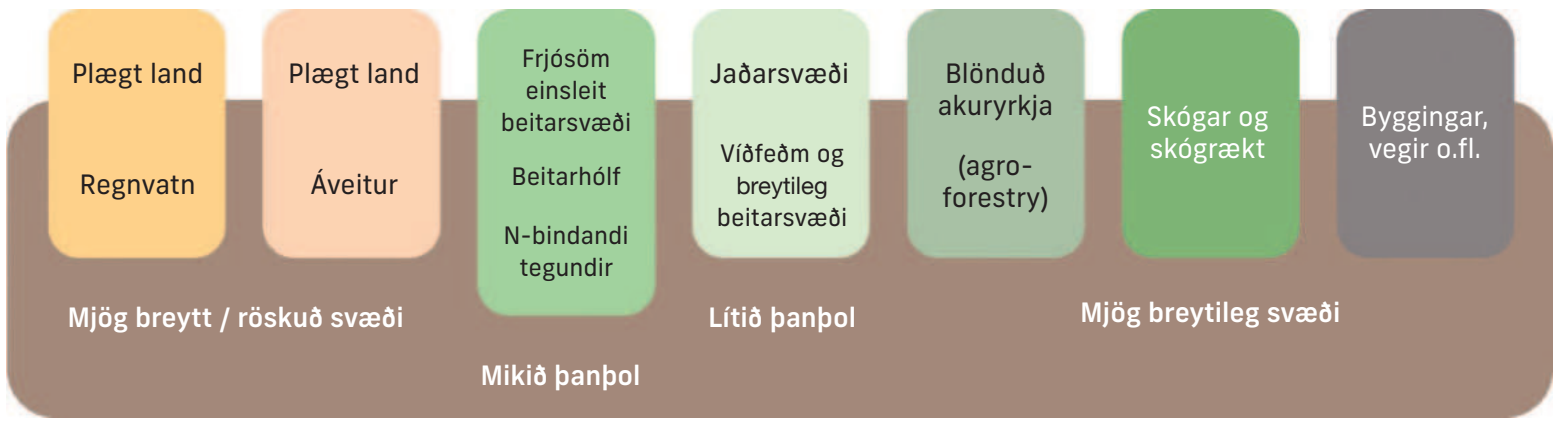 Plægt land
Regnvatn
Plægt land
Áveitur
Frjósöm
einsleit
beitarsvæði
Beitarhólf
N-bindandi
tegundir
Jaðarsvæði
Víðfeðm og
breytileg
beitarsvæði
Blönduð
akuryrkja
(agro-
forestry)
Skógar og
skógrækt
Byggingar,
vegir o.fl.
Mjög breytt / röskuð svæði
Mikið þanþol
Lítið þanþol
Mjög breytileg svæði